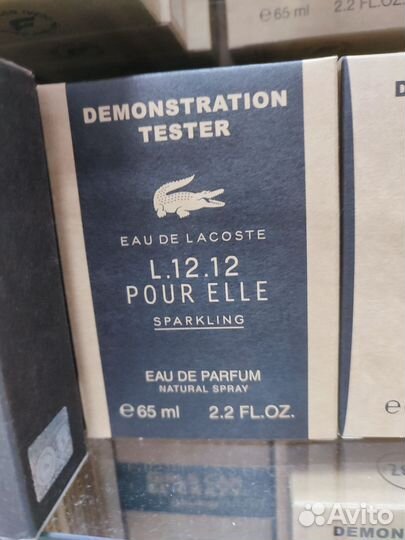 ℮65 ml 2.2 FL.OZ.
DEMONSTRATION
TESTER
EAU DE LACOSTE
L.12.12
POUR ELLE
SPARKLING
EAU DE PARFUM
NATURAL SPRAY
℮65 ml 2.2 FL.OZ.
D
℮
DEMON
Avito